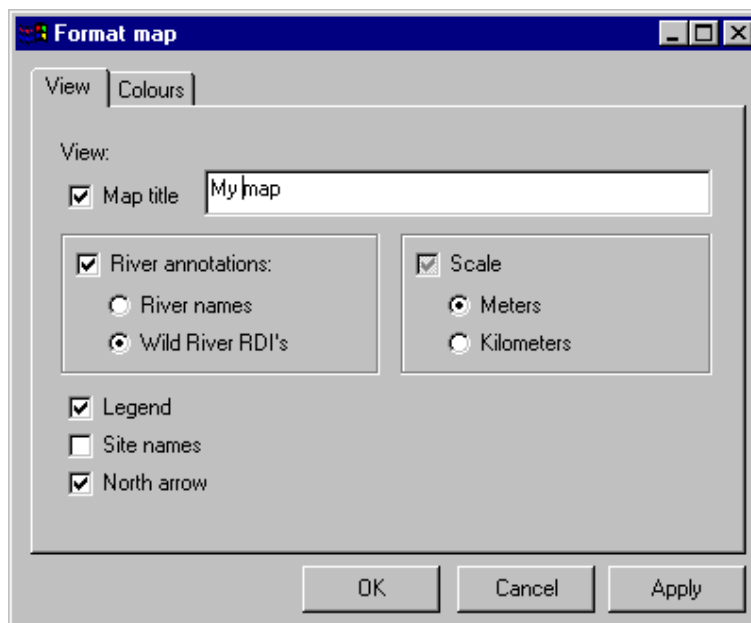 Format map
View Colours
View:
Map title My map
River annotations: Scale
River names Meters
Wild River RDI's Kilometers
Legend
Site names
North arrow
OK Cancel Apply